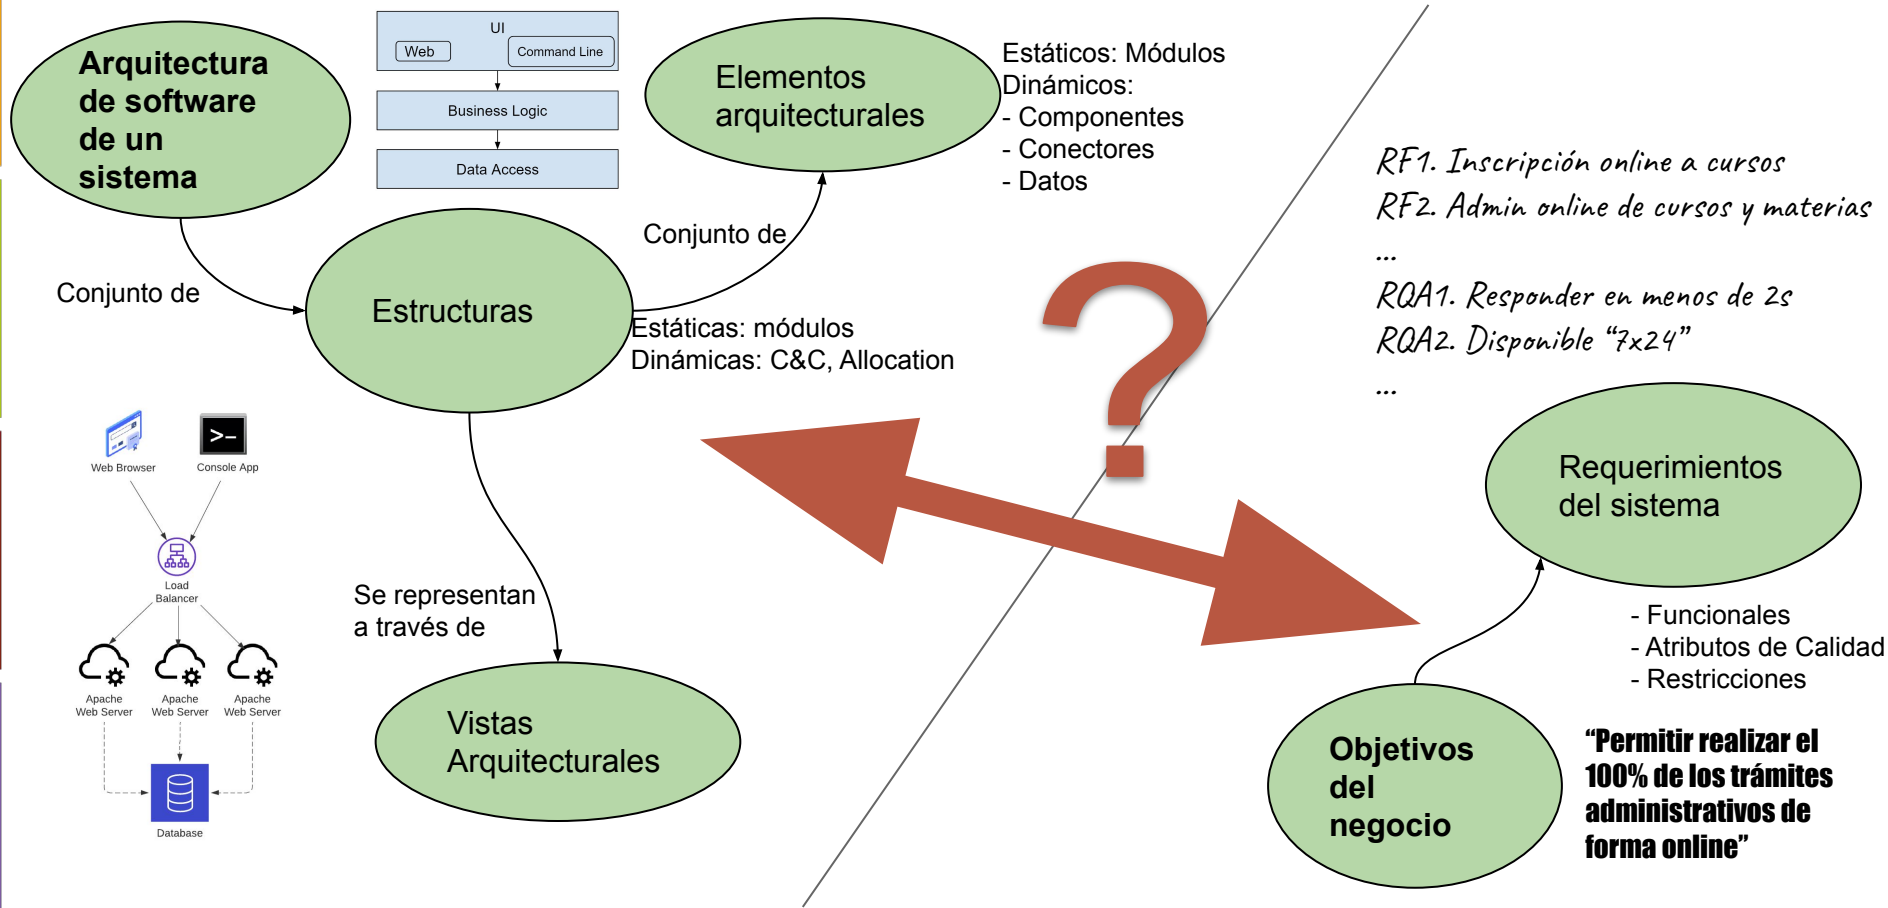 Arquitectura
de software
de un
sistema
UI
Web
Command Line
Business Logic
Data Access
Elementos
arquitecturales
Estáticos: Módulos
Dinámicos:
- Componentes
- Conectores
- Datos
Conjunto de
Conjunto de
Estructuras
Estáticas: módulos
Dinámicas: C&C, Allocation
?
RF1. Inscripción online a cursos
RF2. Admin online de cursos y materias
...
RQA1. Responder en menos de 2s
RQA2. Disponible “7x24”
...
Web Browser
Console App
>-
Load
Balancer
Apache
Web Server
Apache
Web Server
Apache
Web Server
Database
Se representan
a través de
Vistas
Arquitecturales
Requerimientos
del sistema
- Funcionales
- Atributos de Calidad
- Restricciones
Objetivos
del
negocio
“Permitir realizar el
100% de los trámites
administrativos de
forma online”